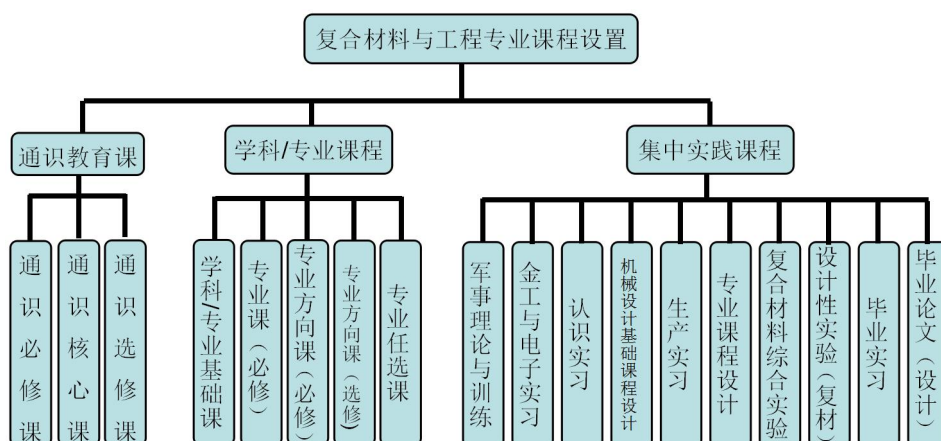 复合材料与工程专业课程设置
通识教育课
学科/专业课程
集中实践课程
通识必修课
通识核心课
通识选修课
学科/专业基础课
专业课（必修）
专业方向课（必修）
专业方向课（选修）
专业任选课
军事理论与训练
金工与电子实习
认识实习
机械设计基础课程设计
生产实习
专业课程设计
复合材料综合实验
设计性实验（复材）
毕业实习
毕业论文（设计）